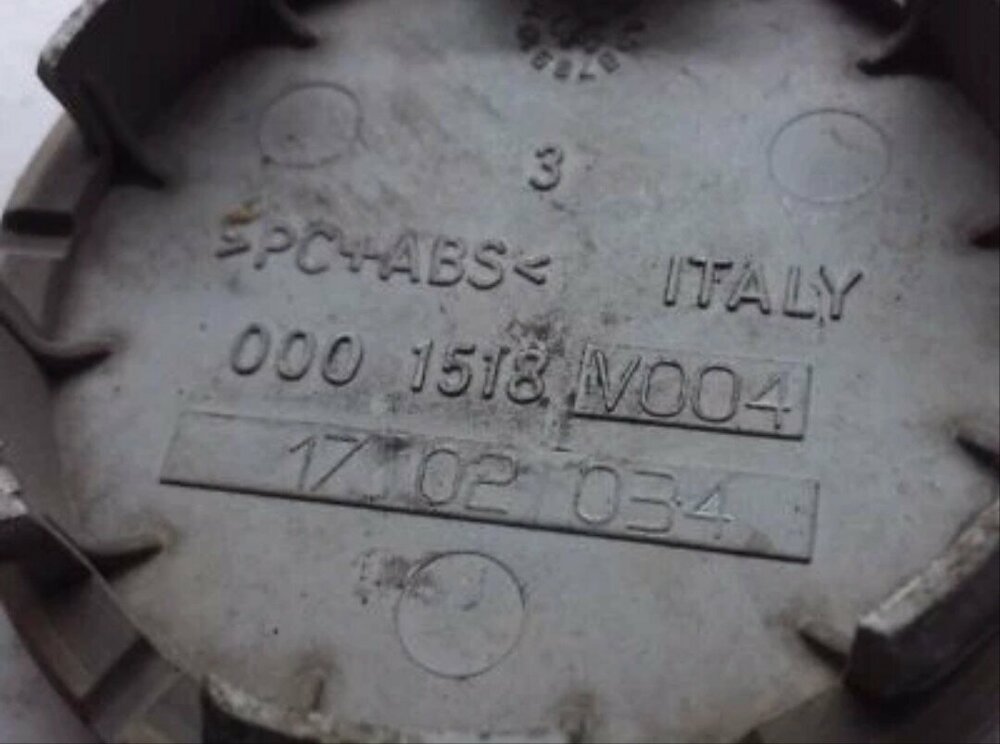 3
>PC+ABS< ITALY
000 1518 V004
17 02 034